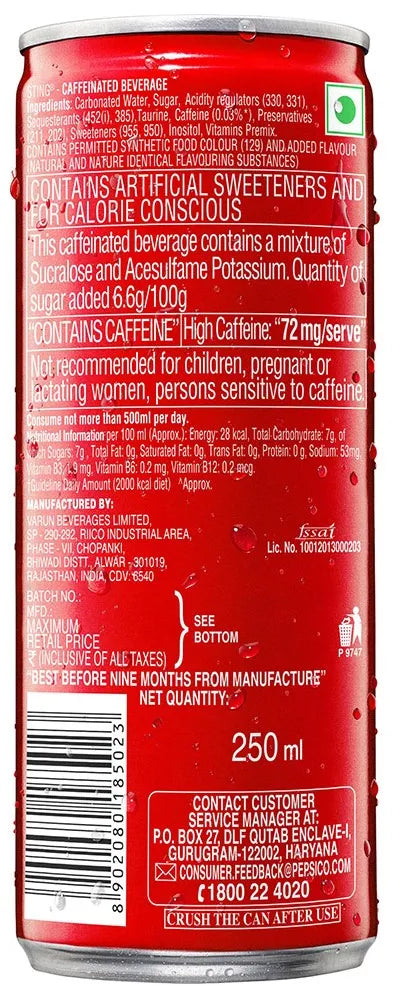 STING® - CAFFEINATED BEVERAGE
Ingredients: Carbonated Water, Sugar, Acidity regulators (330, 331),
Sequesterants (452(i), 385), Taurine, Caffeine (0.03%*), Preservatives
(211, 202), Sweeteners (955, 950), Inositol, Vitamins Premix.
CONTAINS PERMITTED SYNTHETIC FOOD COLOUR (129) AND ADDED FLAVOUR
(NATURAL AND NATURE IDENTICAL FLAVOURING SUBSTANCES)
CONTAINS ARTIFICIAL SWEETENERS AND
FOR CALORIE CONSCIOUS
This caffeinated beverage contains a mixture of
Sucralose and Acesulfame Potassium. Quantity of
sugar added 6.6g/100g
"CONTAINS CAFFEINE" High Caffeine: "72mg/serve"
Not recommended for children, pregnant or
lactating women, persons sensitive to caffeine.
Consume not more than 500ml per day.
Nutritional Information per 100 ml (Approx.): Energy: 28 kcal, Total Carbohydrate: 7g, of
which Sugars: 7g, Total Fat: 0g, Saturated Fat: 0g, Trans Fat: 0g, Protein: 0 g, Sodium: 53mg,
Vitamin B3: 1.9 mg, Vitamin B6: 0.2 mg, Vitamin B12: 0.2 mcg.
Guideline Daily Amount (2000 kcal diet) ^Approx.
MANUFACTURED BY:
VARUN BEVERAGES LIMITED,
SP - 290-292, RIICO INDUSTRIAL AREA,
PHASE - VII, CHOPANKI,
BHIWADI DISTT., ALWAR - 301019,
RAJASTHAN, INDIA, CDV: 6540
fssai
Lic. No. 10012013000203
BATCH NO.:
MFD.:
MAXIMUM
RETAIL PRICE
₹ (INCLUSIVE OF ALL TAXES)
SEE
BOTTOM
P 9747
"BEST BEFORE NINE MONTHS FROM MANUFACTURE"
NET QUANTITY:
250 ml
8 902080 185023
CONTACT CUSTOMER
SERVICE MANAGER AT:
P.O. BOX 27, DLF QUTAB ENCLAVE-I,
GURUGRAM-122002, HARYANA
CONSUMER.FEEDBACK@PEPSICO.COM
1800 22 4020
CRUSH THE CAN AFTER USE